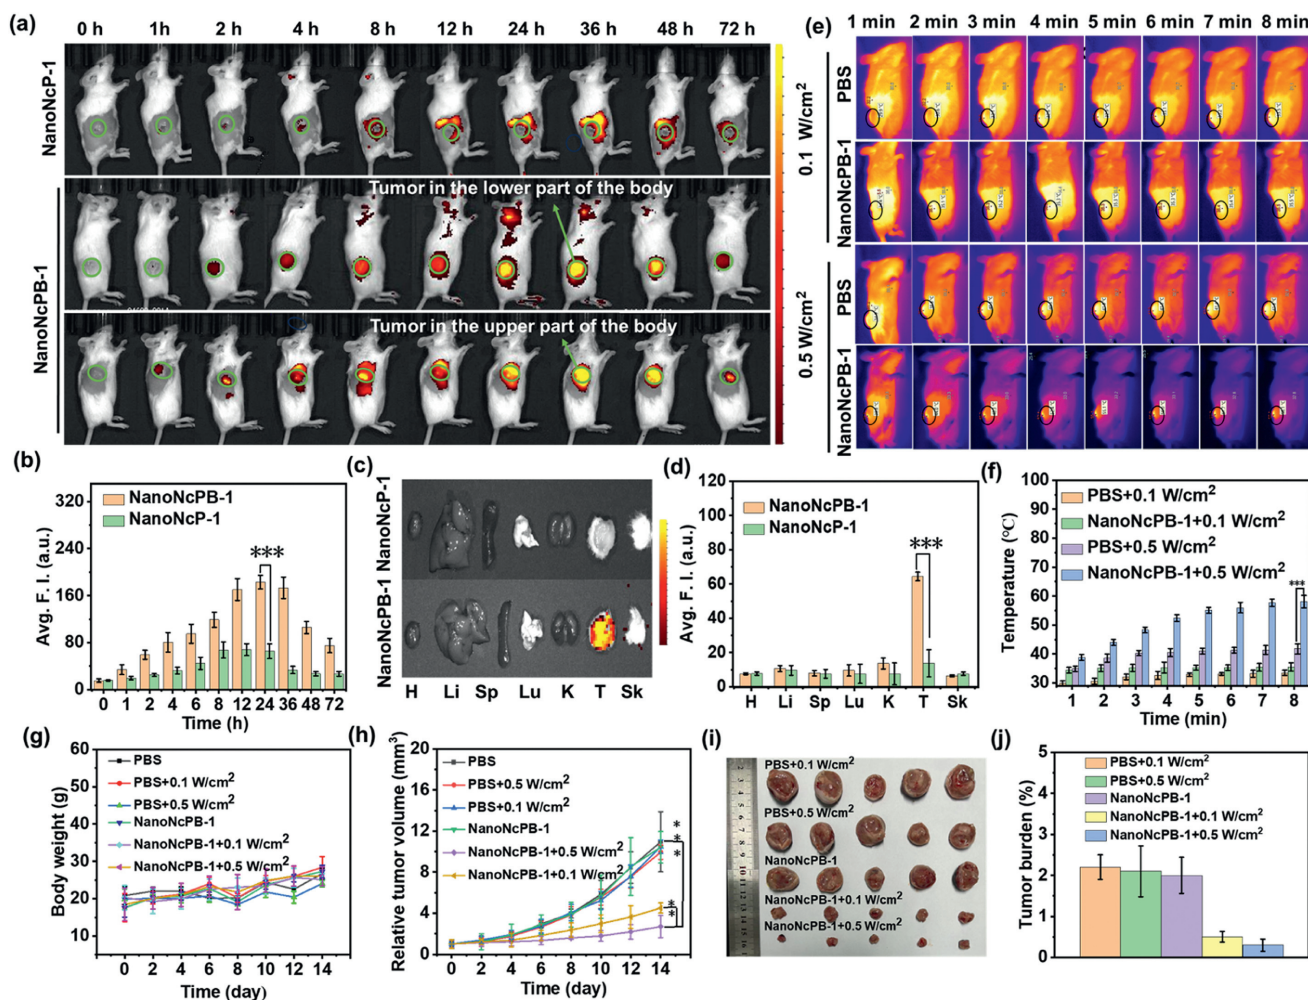 (a)
0 h 1h 2 h 4 h 8 h 12 h 24 h 36 h 48 h 72 h
NanoNcP-1
NanoNcPB-1
Tumor in the lower part of the body
Tumor in the upper part of the body
(e)
1 min 2 min 3 min 4 min 5 min 6 min 7 min 8 min
0.1 W/cm2
PBS
NanoNcPB-1
0.5 W/cm2
PBS
NanoNcPB-1
(b)
Avg. F. I. (a.u.)
320
240
160
80
0
NanoNcPB-1
NanoNcP-1
***
0 1 2 4 6 8 12 24 36 48 72
Time (h)
(c)
NanoNcP-1
NanoNcPB-1
H Li Sp Lu K T Sk
(d)
Avg. F. I. (a.u.)
120
90
60
30
0
NanoNcPB-1
NanoNcP-1
***
H Li Sp Lu K T Sk
(f)
Temperature (℃)
100
90
80
70
60
50
40
30
PBS+0.1 W/cm2
NanoNcPB-1+0.1 W/cm2
PBS+0.5 W/cm2
NanoNcPB-1+0.5 W/cm2
***
1 2 3 4 5 6 7 8
Time (min)
(g)
Body weight (g)
60
50
40
30
20
10
PBS
PBS+0.1 W/cm2
PBS+0.5 W/cm2
NanoNcPB-1
NanoNcPB-1+0.1 W/cm2
NanoNcPB-1+0.5 W/cm2
0 2 4 6 8 10 12 14
Time (day)
(h)
Relative tumor volume (mm3)
20
16
12
8
4
0
PBS
PBS+0.5 W/cm2
PBS+0.1 W/cm2
NanoNcPB-1
NanoNcPB-1+0.5 W/cm2
NanoNcPB-1+0.1 W/cm2
***
**
0 2 4 6 8 10 12 14
Time (day)
(i)
PBS+0.1 W/cm2
PBS+0.5 W/cm2
NanoNcPB-1
NanoNcPB-1+0.1 W/cm2
NanoNcPB-1+0.5 W/cm2
(j)
Tumor burden (%)
5
4
3
2
1
0
PBS+0.1 W/cm2
PBS+0.5 W/cm2
NanoNcPB-1
NanoNcPB-1+0.1 W/cm2
NanoNcPB-1+0.5 W/cm2